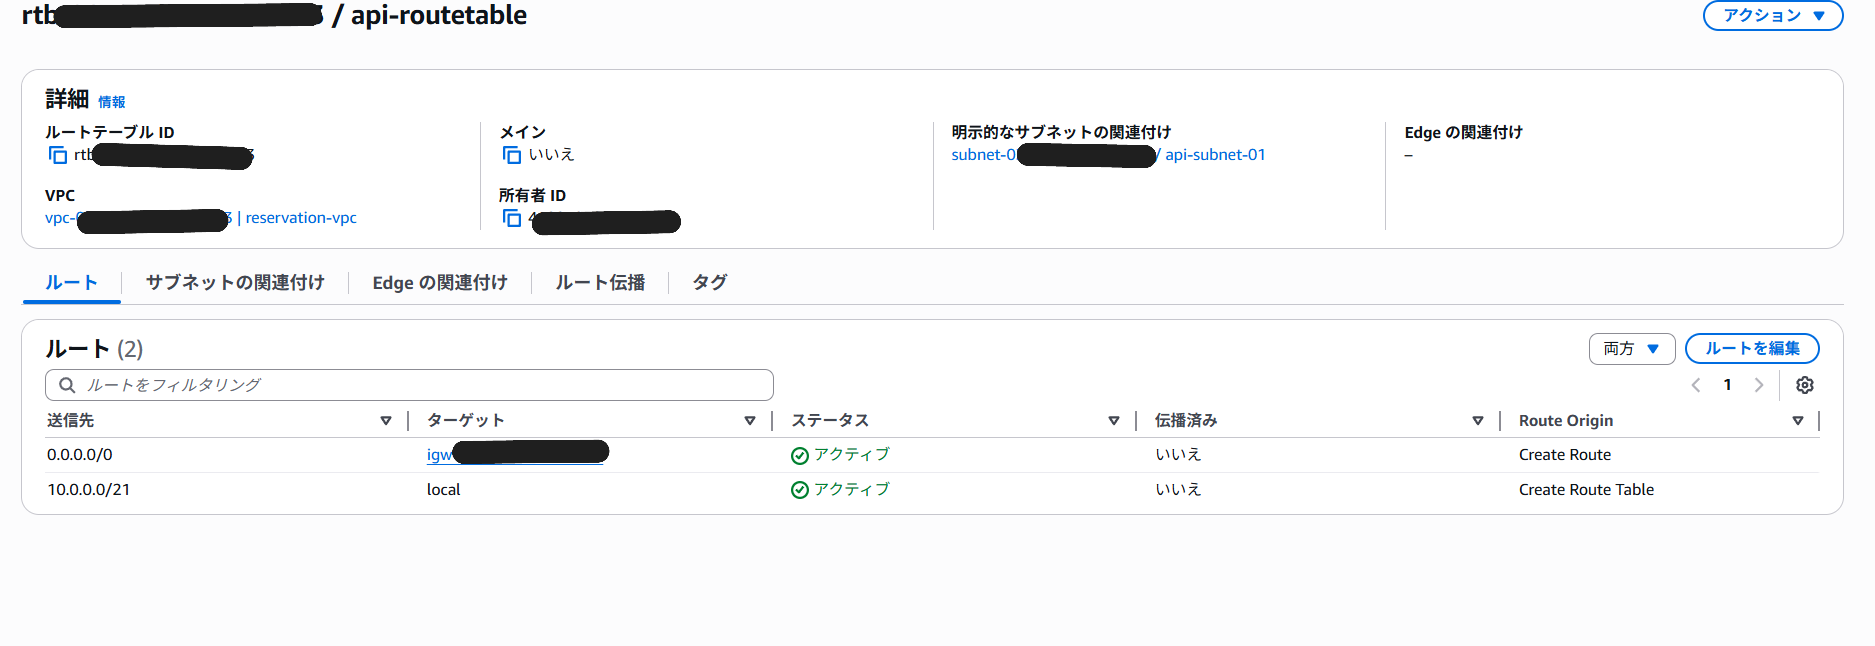 rtb / api-routetable
アクション
詳細 情報
ルートテーブル ID
rtb
メイン
いいえ
明示的なサブネットの関連付け
subnet-0 / api-subnet-01
Edge の関連付け
–
VPC
vpc-0 3 | reservation-vpc
所有者 ID
4
ルート サブネットの関連付け Edge の関連付け ルート伝播 タグ
ルート (2)
両方 ルートを編集
ルートをフィルタリング
1
送信先 ターゲット ステータス 伝播済み Route Origin
0.0.0.0/0 igw アクティブ いいえ Create Route
10.0.0.0/21 local アクティブ いいえ Create Route Table